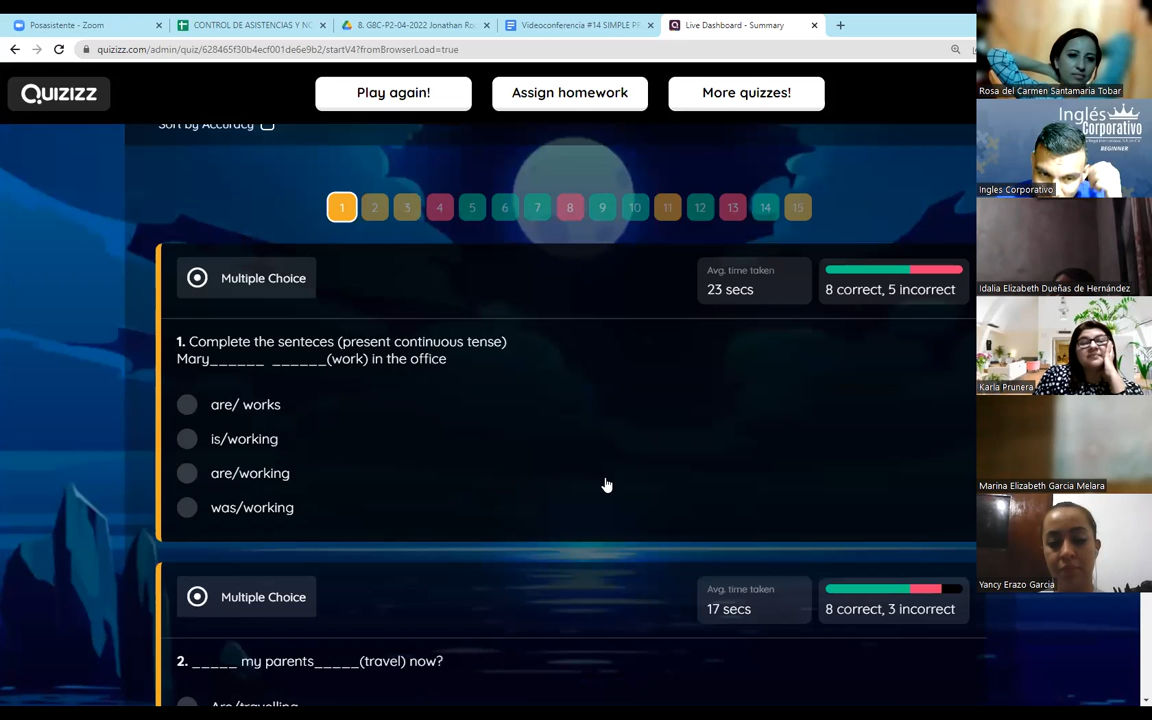 Posasistente - Zoom
CONTROL DE ASISTENCIAS Y NC
8. G8C-P2-04-2022 Jonathan Ro
Videoconferencia #14 SIMPLE PR
Live Dashboard - Summary
quizizz.com/admin/quiz/628465f30b4ecf001de6e9b2/startV4?fromBrowserLoad=true
Quizizz
Play again!
Assign homework
More quizzes!
Sort by Accuracy
1 2 3 4 5 6 7 8 9 10 11 12 13 14 15
Multiple Choice
Avg. time taken
23 secs
8 correct, 5 incorrect
1. Complete the senteces (present continuous tense)
Mary______ ______(work) in the office
are/ works
is/working
are/working
was/working
Multiple Choice
Avg. time taken
17 secs
8 correct, 3 incorrect
2. _____ my parents_____(travel) now?
Are/travelling
Rosa del Carmen Santamaria Tobar
Inglés
Corporativo
BEGINNER
Ingles Corporativo
Idalia Elizabeth Dueñas de Hernández
Karla Prunera
Marina Elizabeth Garcia Melara
Yancy Erazo Garcia